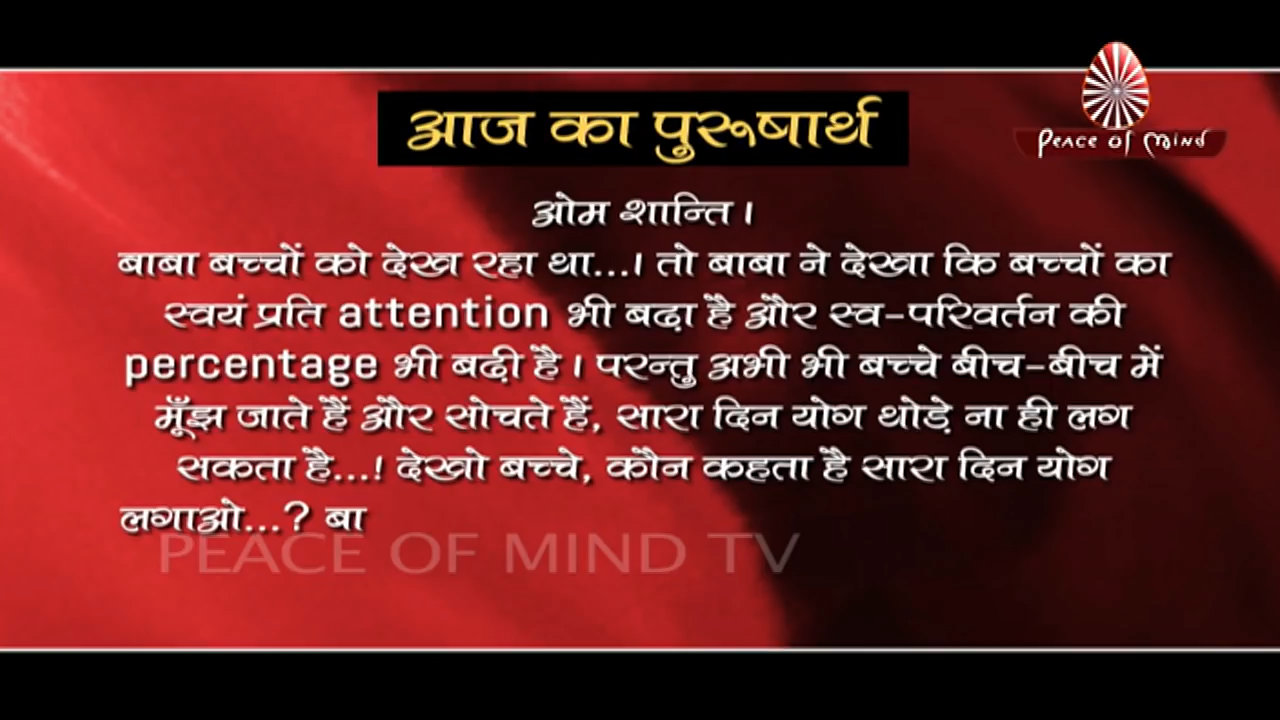 आज का पुरूषार्थ
Peace of Mind
ओम शान्ति।
बाबा बच्चों को देख रहा था...। तो बाबा ने देखा कि बच्चों का
स्वयं प्रति attention भी बढ़ा है और स्व-परिवर्तन की
percentage भी बढ़ी है। परन्तु अभी भी बच्चे बीच-बीच में
मूँझ जाते हैं और सोचते हैं, सारा दिन योग थोड़े ना ही लग
सकता है...! देखो बच्चे, कौन कहता है सारा दिन योग
लगाओ...? बा
PEACE OF MIND TV